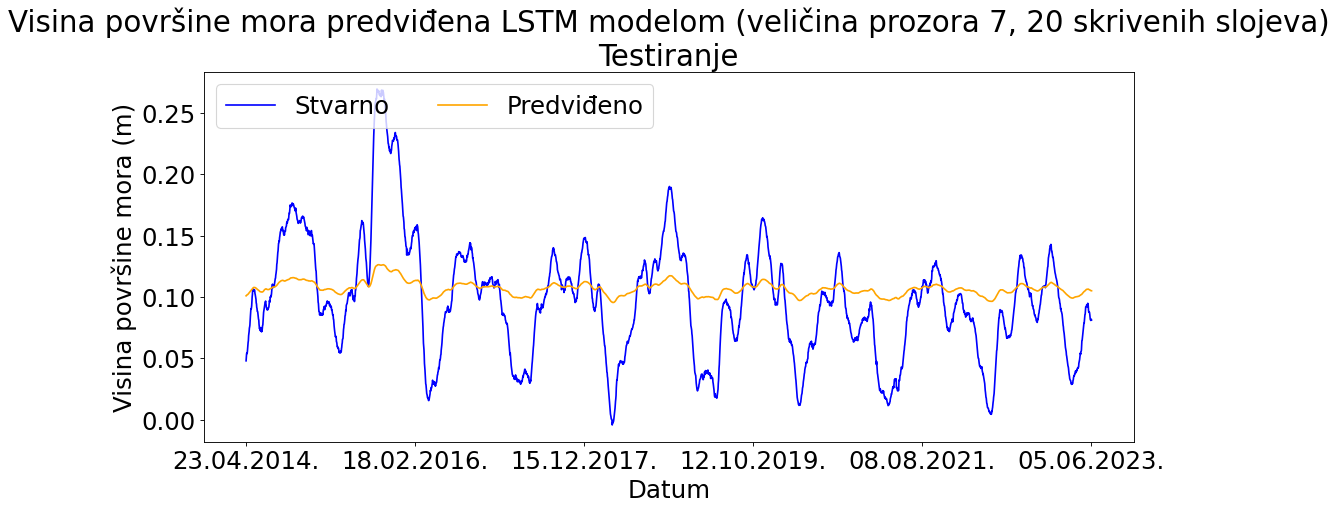 Visina površine mora predviđena LSTM modelom (veličina prozora 7, 20 skrivenih slojeva)
Testiranje
Stvarno Predviđeno
Visina površine mora (m)
0.25
0.20
0.15
0.10
0.05
0.00
23.04.2014. 18.02.2016. 15.12.2017. 12.10.2019. 08.08.2021. 05.06.2023.
Datum